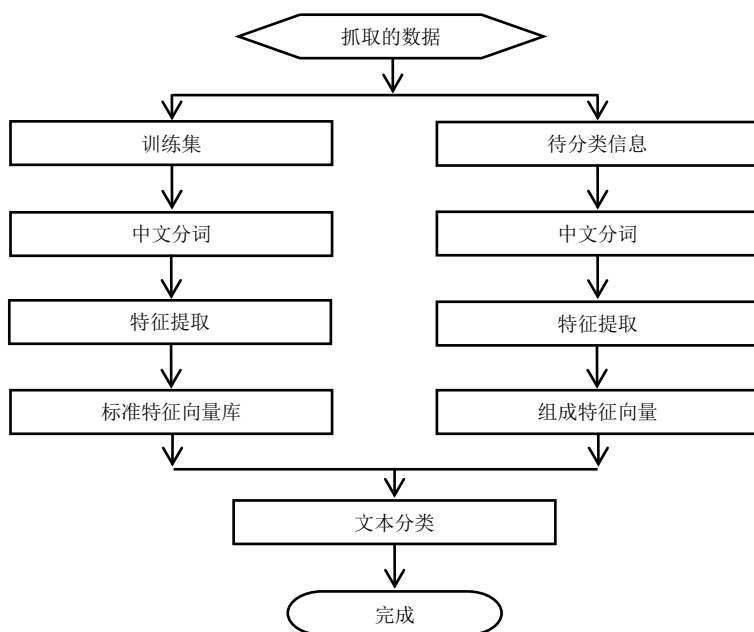 抓取的数据
训练集
待分类信息
中文分词
中文分词
特征提取
特征提取
标准特征向量库
组成特征向量
文本分类
完成